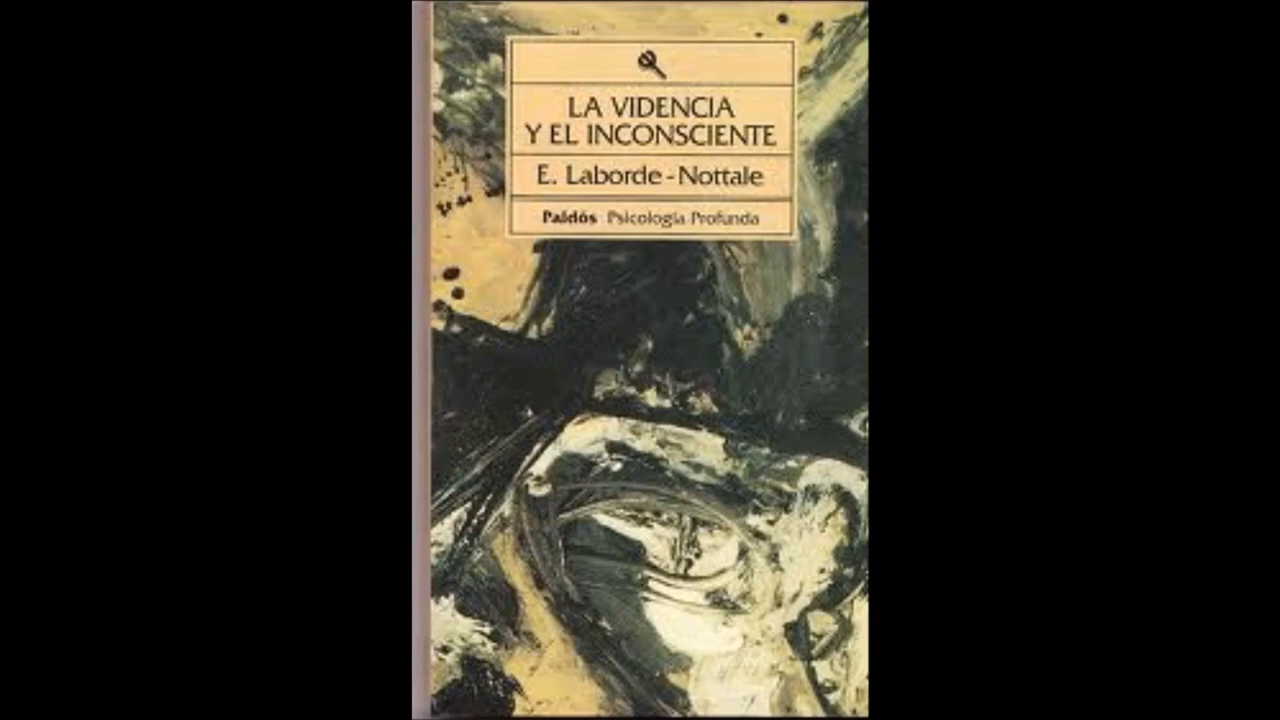 LA VIDENCIA
Y EL INCONSCIENTE
E. Laborde-Nottale
Paidós Psicología Profunda